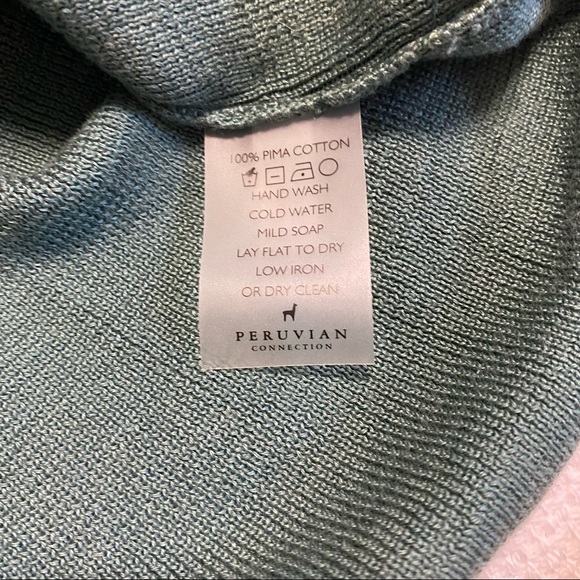 100% PIMA COTTON
HAND WASH
COLD WATER
MILD SOAP
LAY FLAT TO DRY
LOW IRON
OR DRY CLEAN
PERUVIAN
CONNECTION